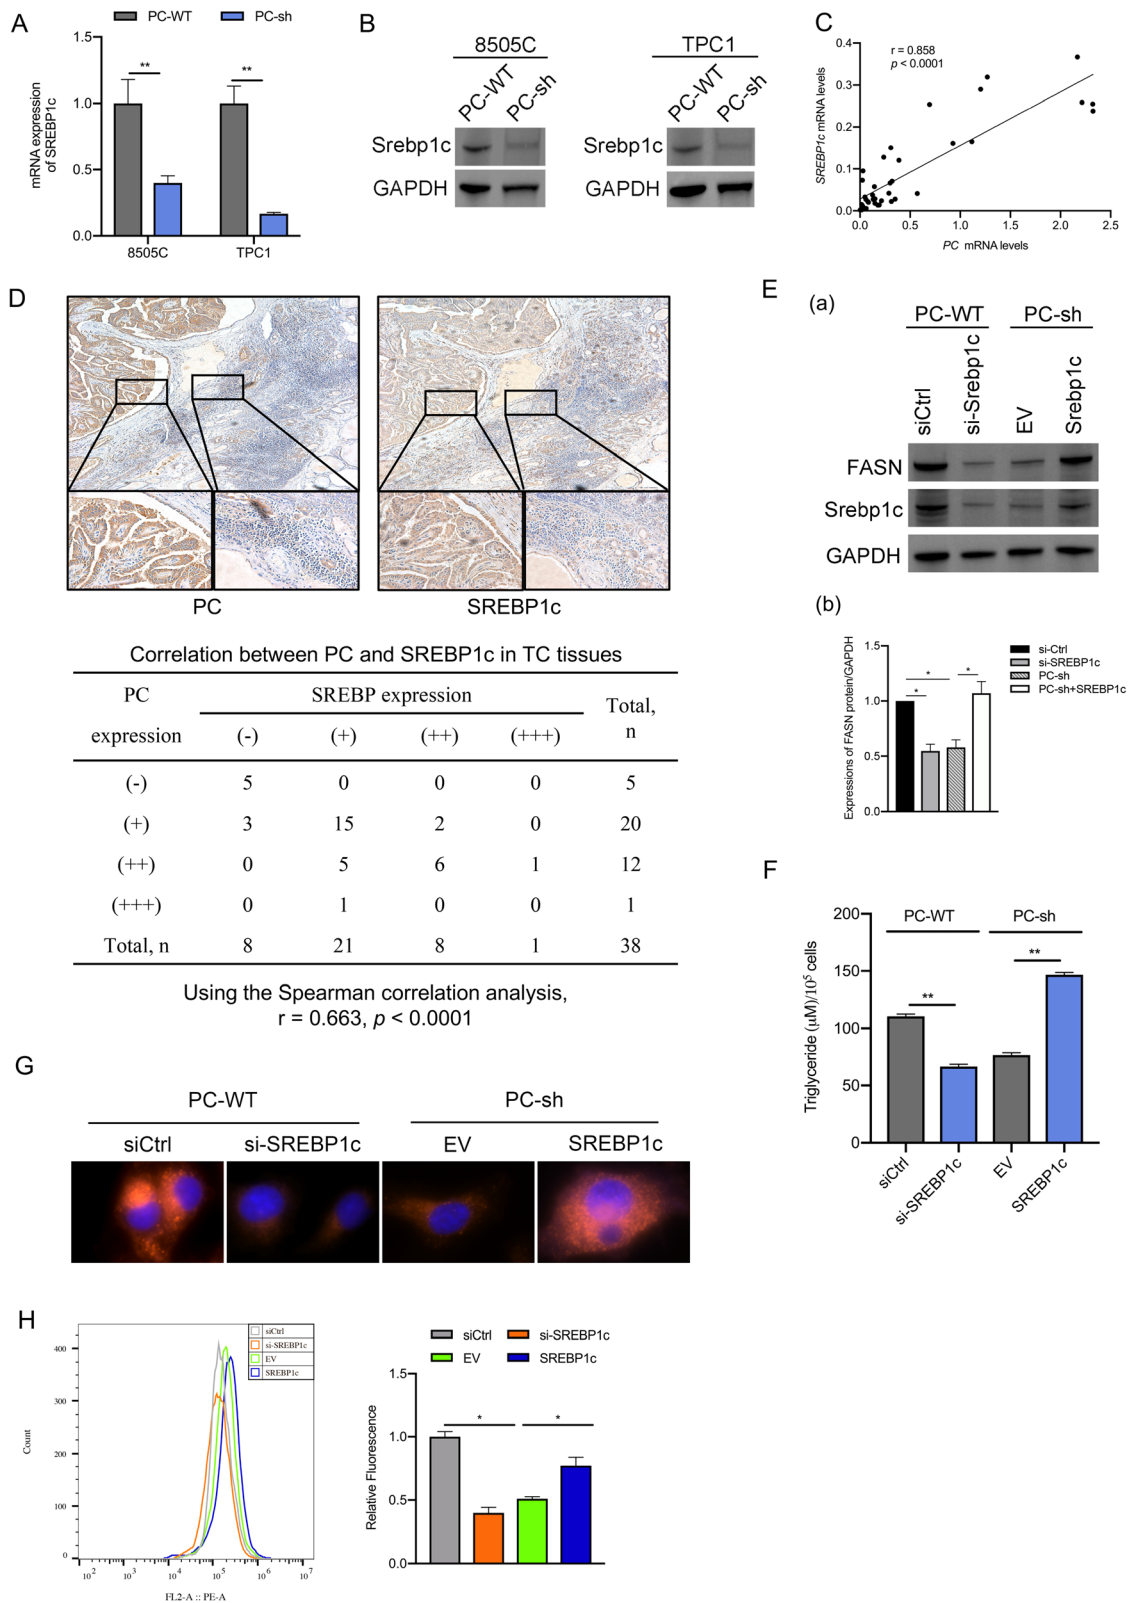 A
PC-WT PC-sh
mRNA expression
of SREBP1c
1.5
1.0
0.5
0.0
** **
8505C TPC1
B
8505C TPC1
PC-WT PC-sh PC-WT PC-sh
Srebp1c Srebp1c
GAPDH GAPDH
C
r = 0.858
p < 0.0001
SREBP1c mRNA levels
0.4
0.3
0.2
0.1
0.0
0.0 0.5 1.0 1.5 2.0 2.5
PC mRNA levels
D
PC SREBP1c
Correlation between PC and SREBP1c in TC tissues
PC SREBP expression Total,
expression (-) (+) (++) (+++) n
(-) 5 0 0 0 5
(+) 3 15 2 0 20
(++) 0 5 6 1 12
(+++) 0 1 0 0 1
Total, n 8 21 8 1 38
Using the Spearman correlation analysis,
r = 0.663, p < 0.0001
E
(a)
PC-WT PC-sh
siCtrl si-Srebp1c EV Srebp1c
FASN
Srebp1c
GAPDH
(b)
Expressions of FASN protein/GAPDH
1.5
1.0
0.5
0.0
* * *
si-Ctrl
si-SREBP1c
PC-sh
PC-sh+SREBP1c
F
Triglyceride (μM)/10⁵ cells
200
150
100
50
0
PC-WT PC-sh
** **
siCtrl si-SREBP1c EV SREBP1c
G
PC-WT PC-sh
siCtrl si-SREBP1c EV SREBP1c
H
Count
400
300
200
100
0
siCtrl
si-SREBP1c
EV
SREBP1c
10² 10³ 10⁴ 10⁵ 10⁶ 10⁷
FL2-A :: PE-A
siCtrl si-SREBP1c
EV SREBP1c
Relative Fluorescence
1.5
1.0
0.5
0.0
* *